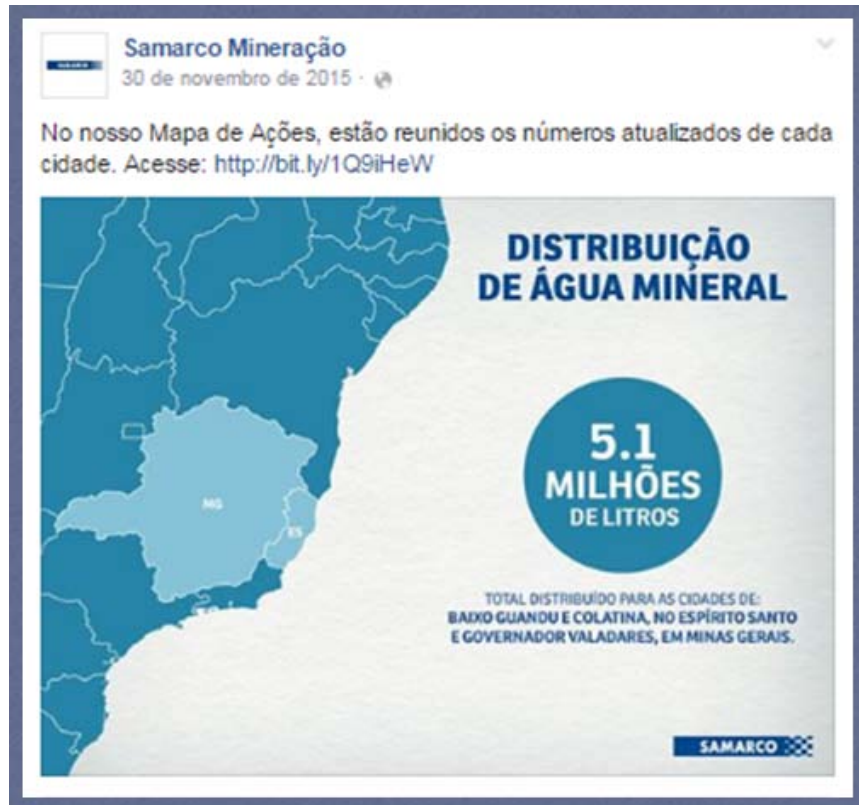 SAMARCO
Samarco Mineração
30 de novembro de 2015 ·
No nosso Mapa de Ações, estão reunidos os números atualizados de cada
cidade. Acesse: http://bit.ly/1Q9iHeW
DISTRIBUIÇÃO
DE ÁGUA MINERAL
5.1
MILHÕES
DE LITROS
MG
ES
TOTAL DISTRIBUÍDO PARA AS CIDADES DE:
BAIXO GUANDU E COLATINA, NO ESPÍRITO SANTO
E GOVERNADOR VALADARES, EM MINAS GERAIS.
SAMARCO